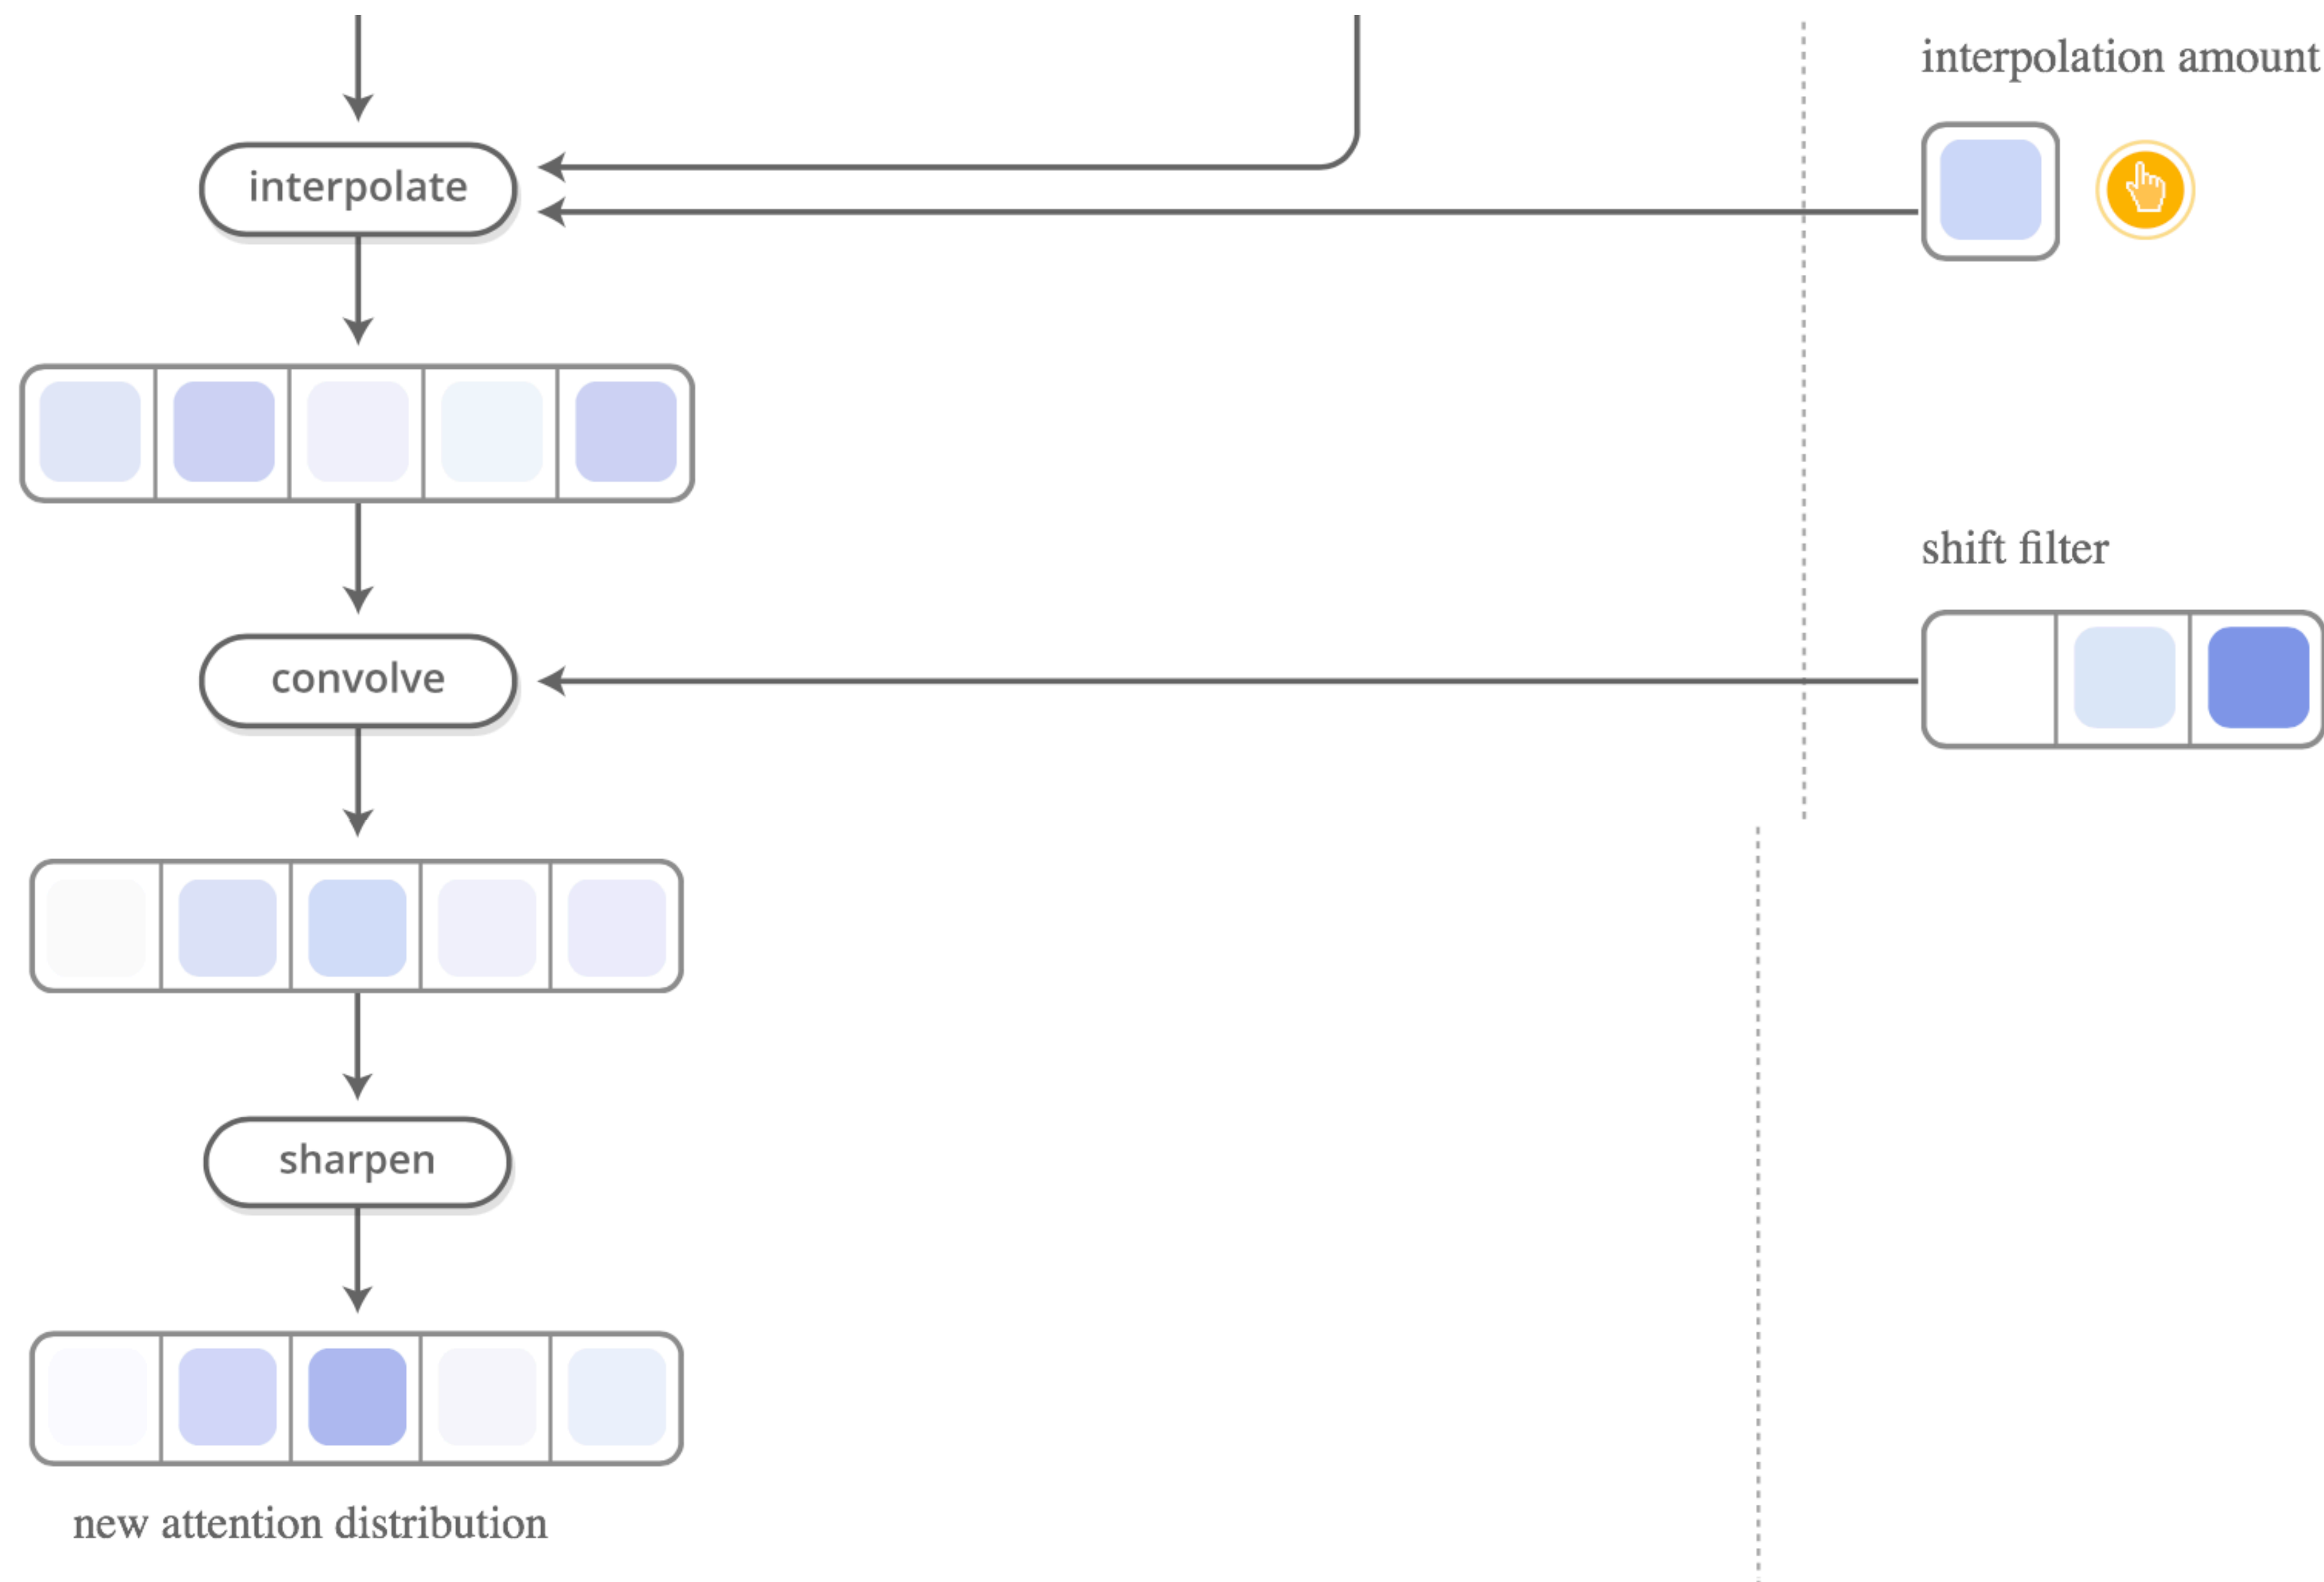 interpolation amount
interpolate
shift filter
convolve
sharpen
new attention distribution